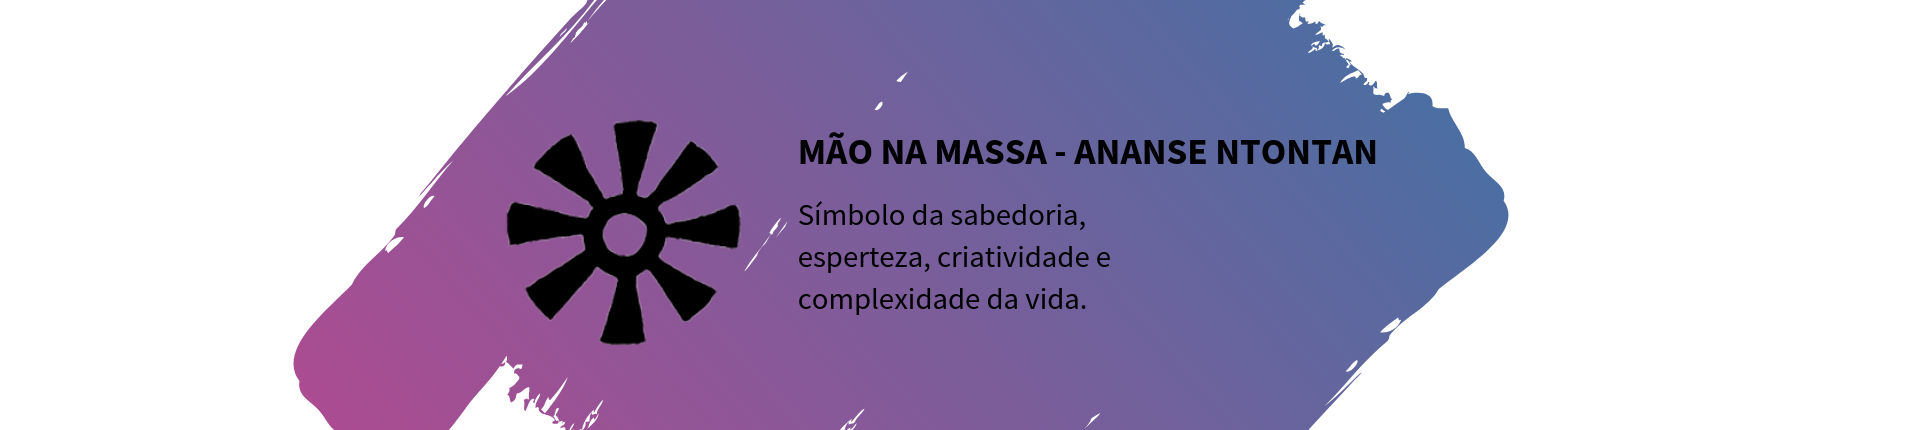 MÃO NA MASSA - ANANSE NTONTAN
Símbolo da sabedoria,
esperteza, criatividade e
complexidade da vida.